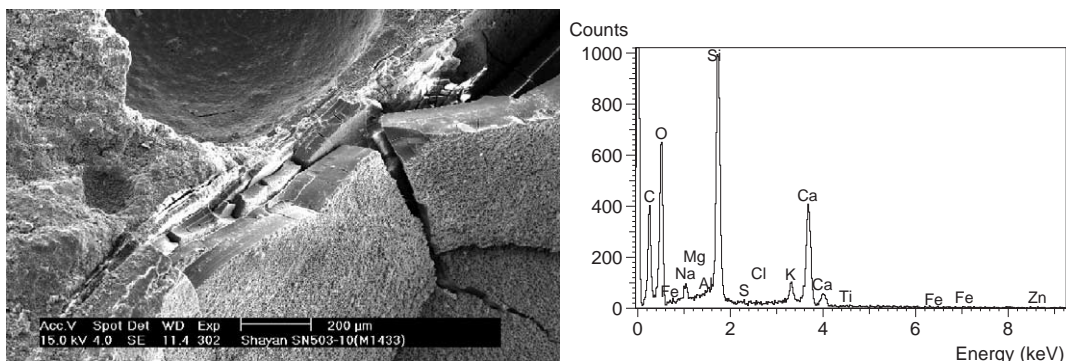 Acc.V Spot Det WD Exp 200 µm
15.0 kV 4.0 SE 11.4 302 Shayan SN503-10(M1433)
Counts
1000
800
600
400
200
0
Si
O
C
Ca
Mg
Na
Fe
A
S
Cl
K
Ca
Ti
Fe
Fe
Zn
0 2 4 6 8
Energy (keV)